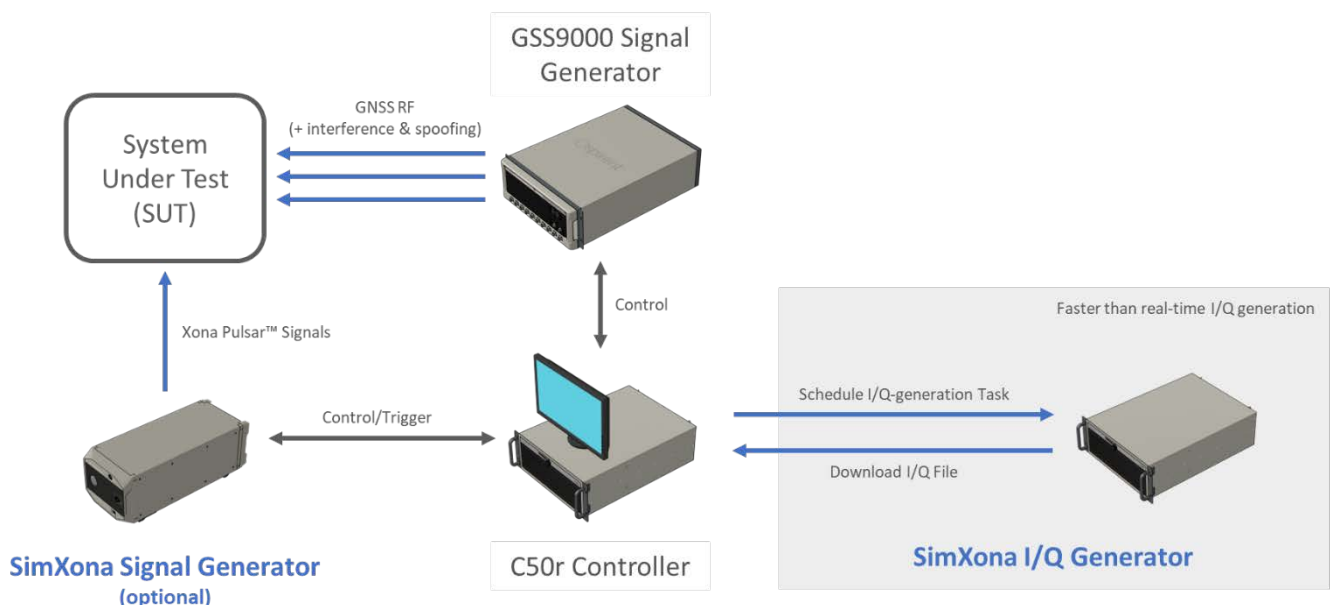 GSS9000 Signal
Generator
GNSS RF
(+ interference & spoofing)
System
Under Test
(SUT)
spirent
Control
Faster than real-time I/Q generation
Xona Pulsar™ Signals
Schedule I/Q-generation Task
Control/Trigger
Download I/Q File
SimXona Signal Generator
(optional)
C50r Controller
SimXona I/Q Generator